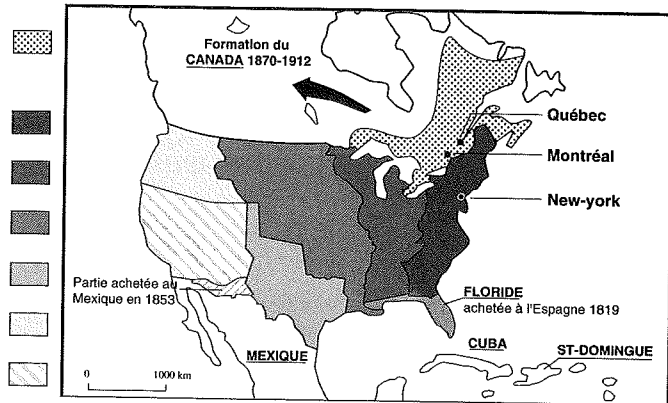 Formation du
CANADA 1870-1912
Québec
Montréal
New-york
Partie achetée au
Mexique en 1853
FLORIDE
achetée à l'Espagne 1819
MEXIQUE
CUBA
ST-DOMINGUE
0 1000 km